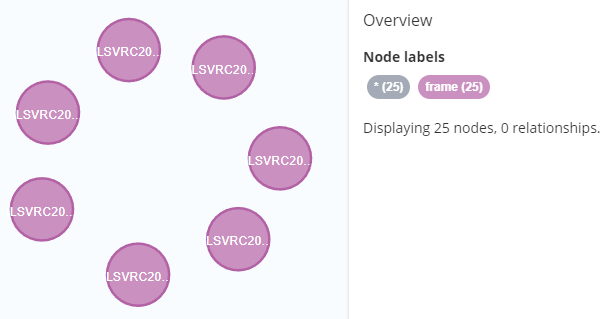 LSVRC20..
LSVRC20..
LSVRC20..
LSVRC20..
LSVRC20..
LSVRC20..
LSVRC20..
Overview
Node labels
* (25) frame (25)
Displaying 25 nodes, 0 relationships.